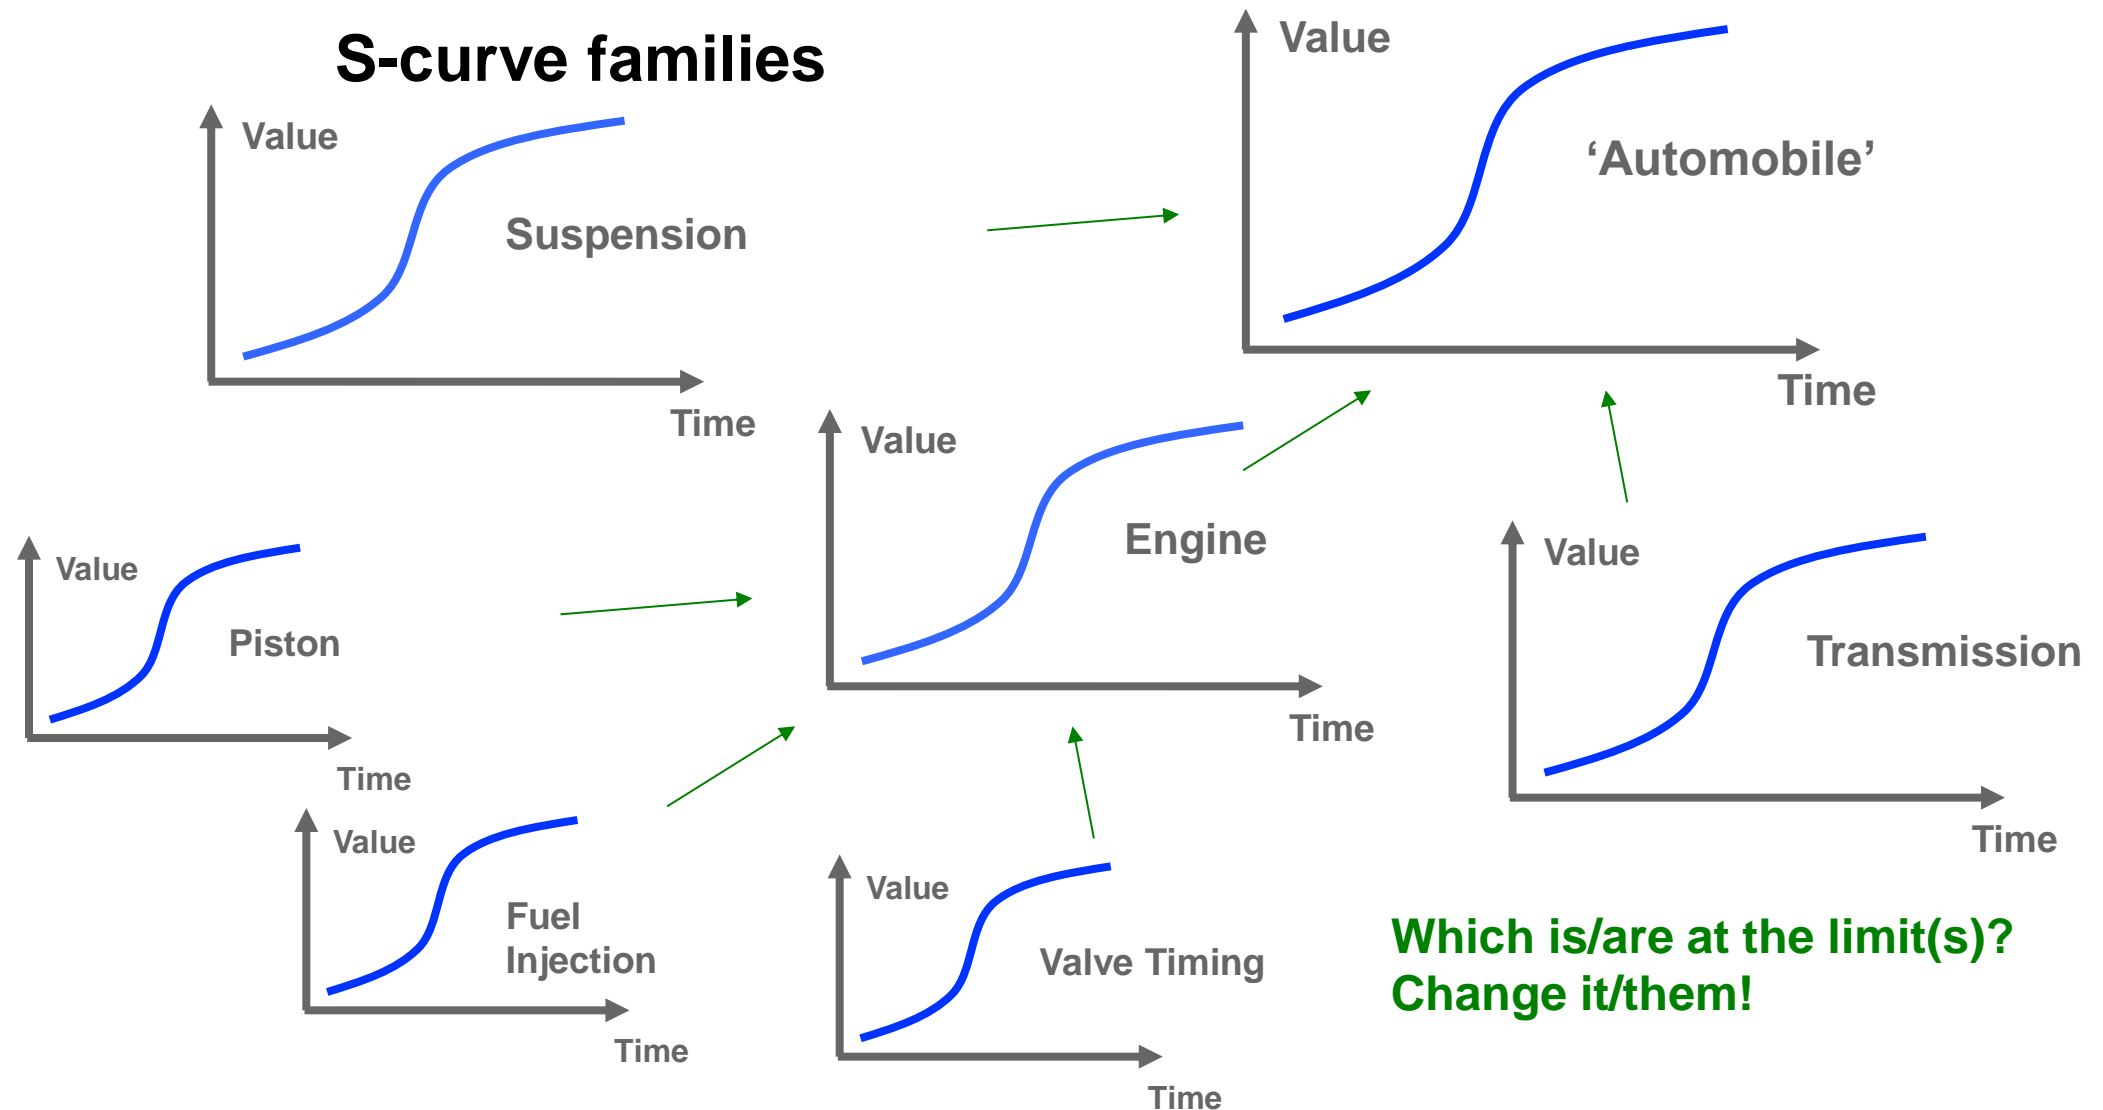 S-curve families
Value
Suspension
Time
Value
‘Automobile’
Time
Value
Engine
Time
Value
Piston
Time
Value
Transmission
Time
Value
Fuel
Injection
Time
Value
Valve Timing
Time
Which is/are at the limit(s)?
Change it/them!